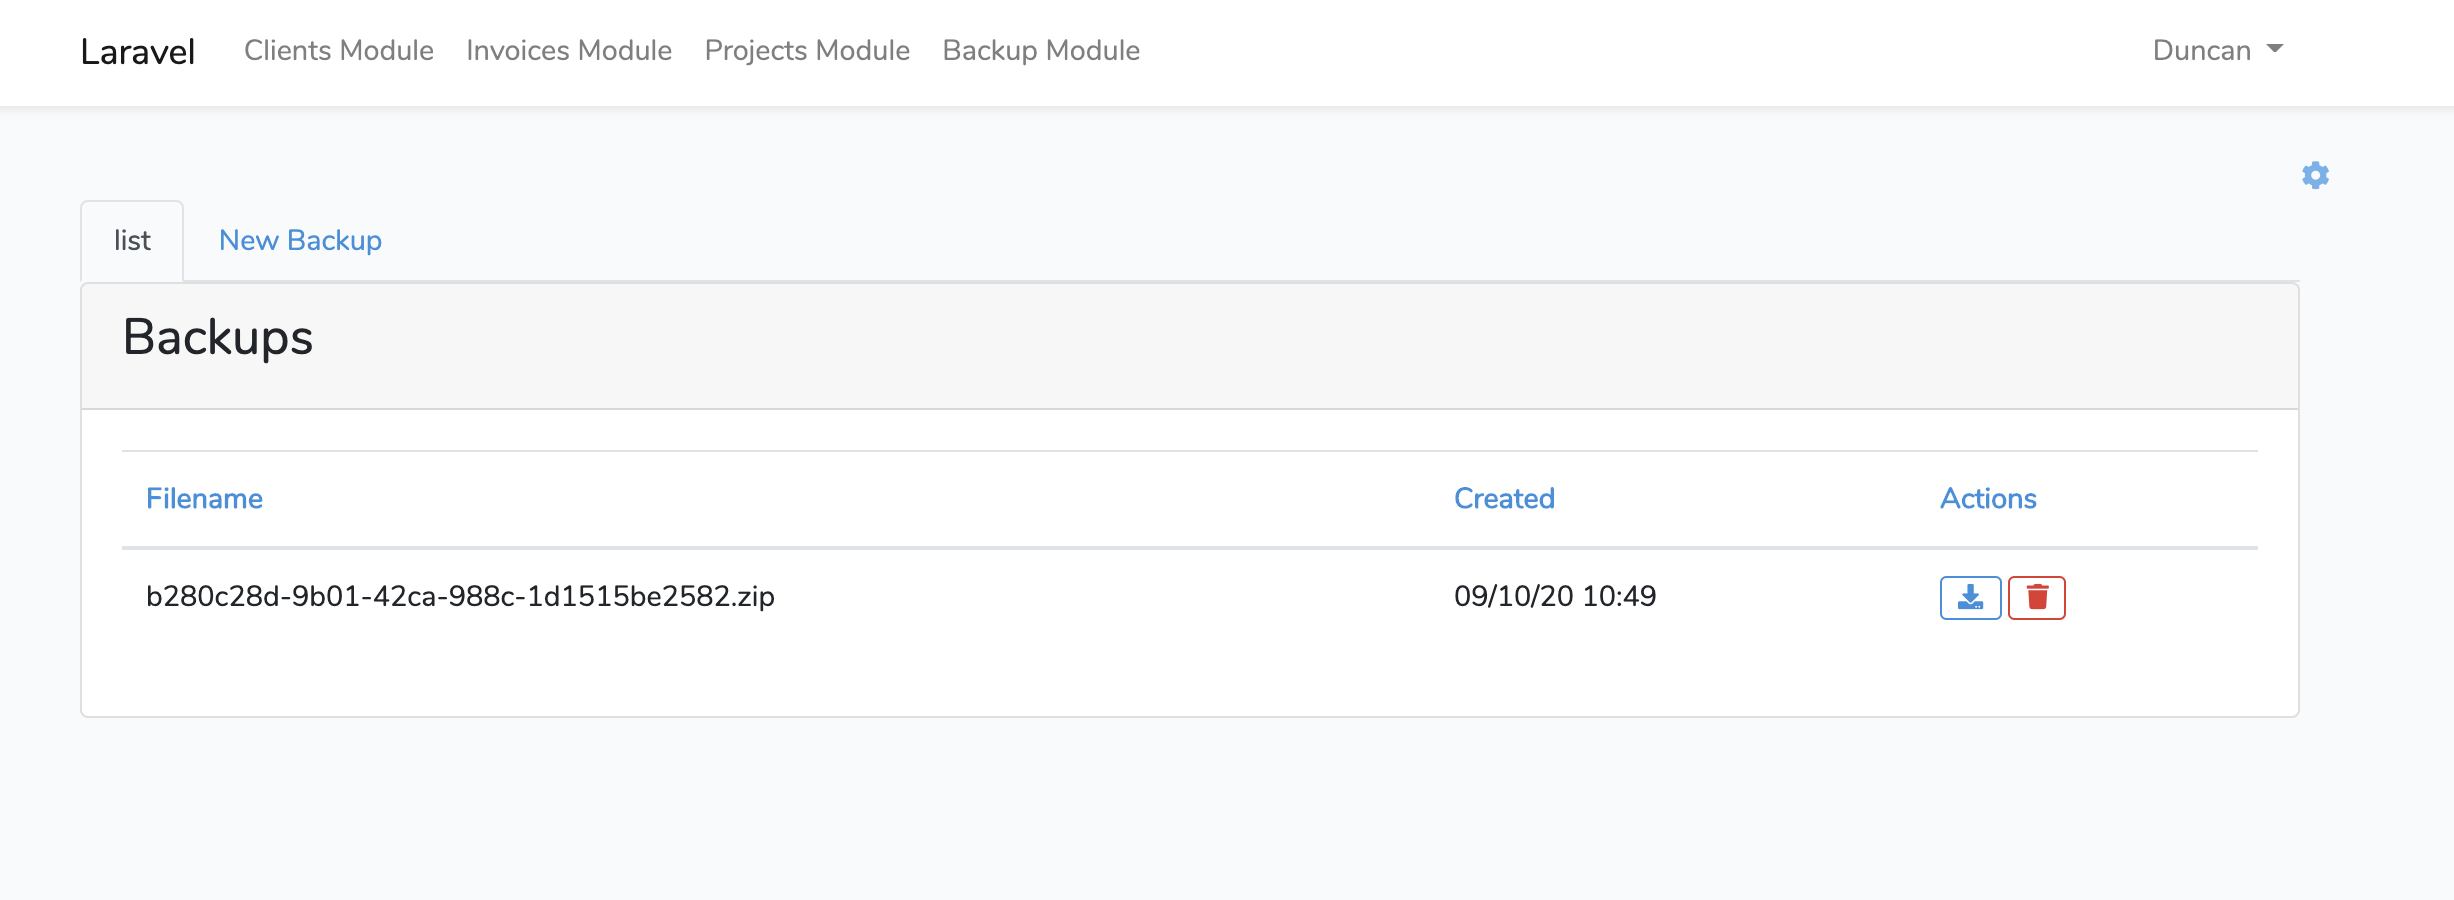 Laravel Clients Module Invoices Module Projects Module Backup Module Duncan
list New Backup
Backups
Filename Created Actions
b280c28d-9b01-42ca-988c-1d1515be2582.zip 09/10/20 10:49